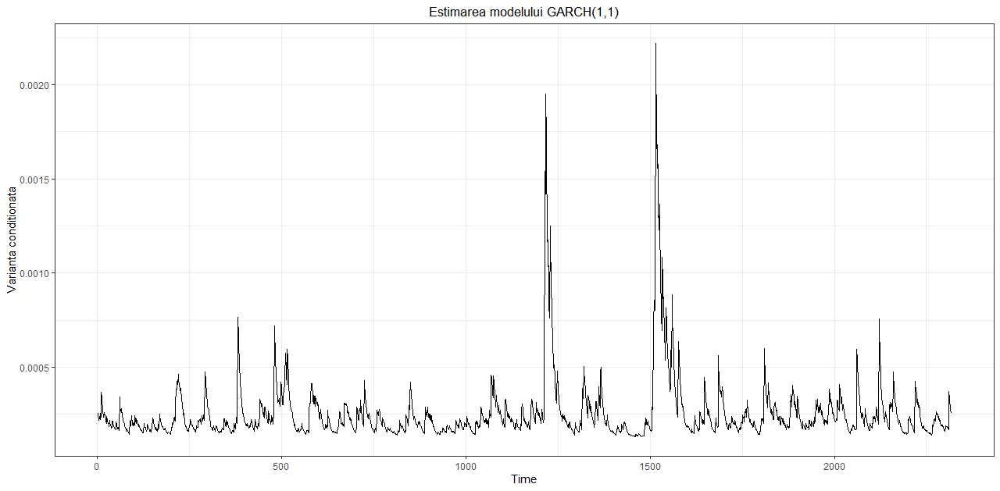 Estimarea modelului GARCH(1,1)
Varianta conditionata
0.0020
0.0015
0.0010
0.0005
0 500 1000 1500 2000
Time